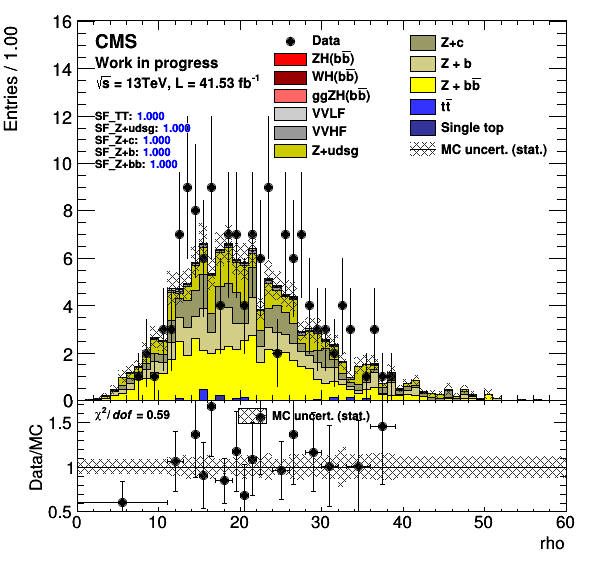 CMS
Work in progress
√s = 13TeV, L = 41.53 fb⁻¹
SF_TT: 1.000
SF_Z+udsg: 1.000
SF_Z+c: 1.000
SF_Z+b: 1.000
SF_Z+bb: 1.000
Data
ZH(bb̅)
WH(bb̅)
ggZH(bb̅)
VVLF
VVHF
Z+udsg
Z+c
Z + b
Z + bb̅
tt̅
Single top
MC uncert. (stat.)
Entries / 1.00
16
14
12
10
8
6
4
2
0
χ²/dof = 0.59
MC uncert. (stat.)
Data/MC
1.5
1
0.5
0 10 20 30 40 50 60
rho